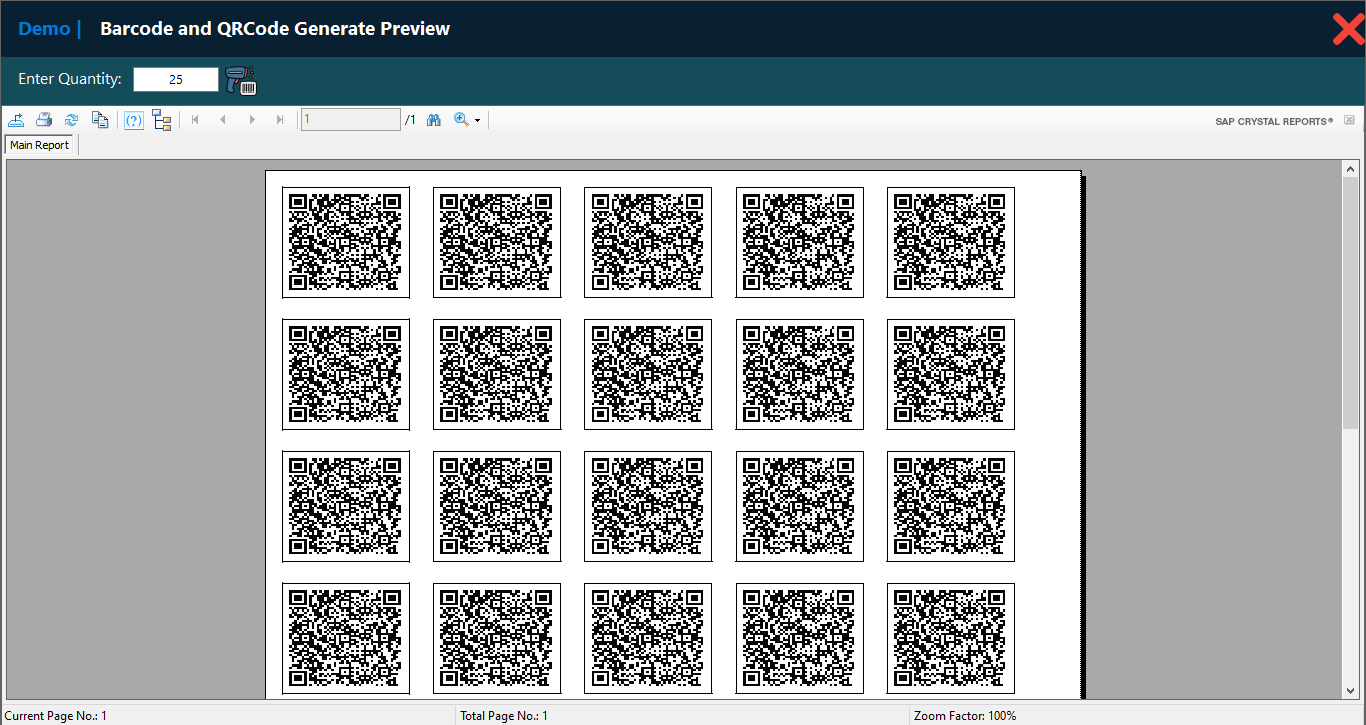 Demo | Barcode and QRCode Generate Preview
Enter Quantity: 25
1 /1
SAP CRYSTAL REPORTS®
Main Report
Current Page No.: 1
Total Page No.: 1
Zoom Factor: 100%